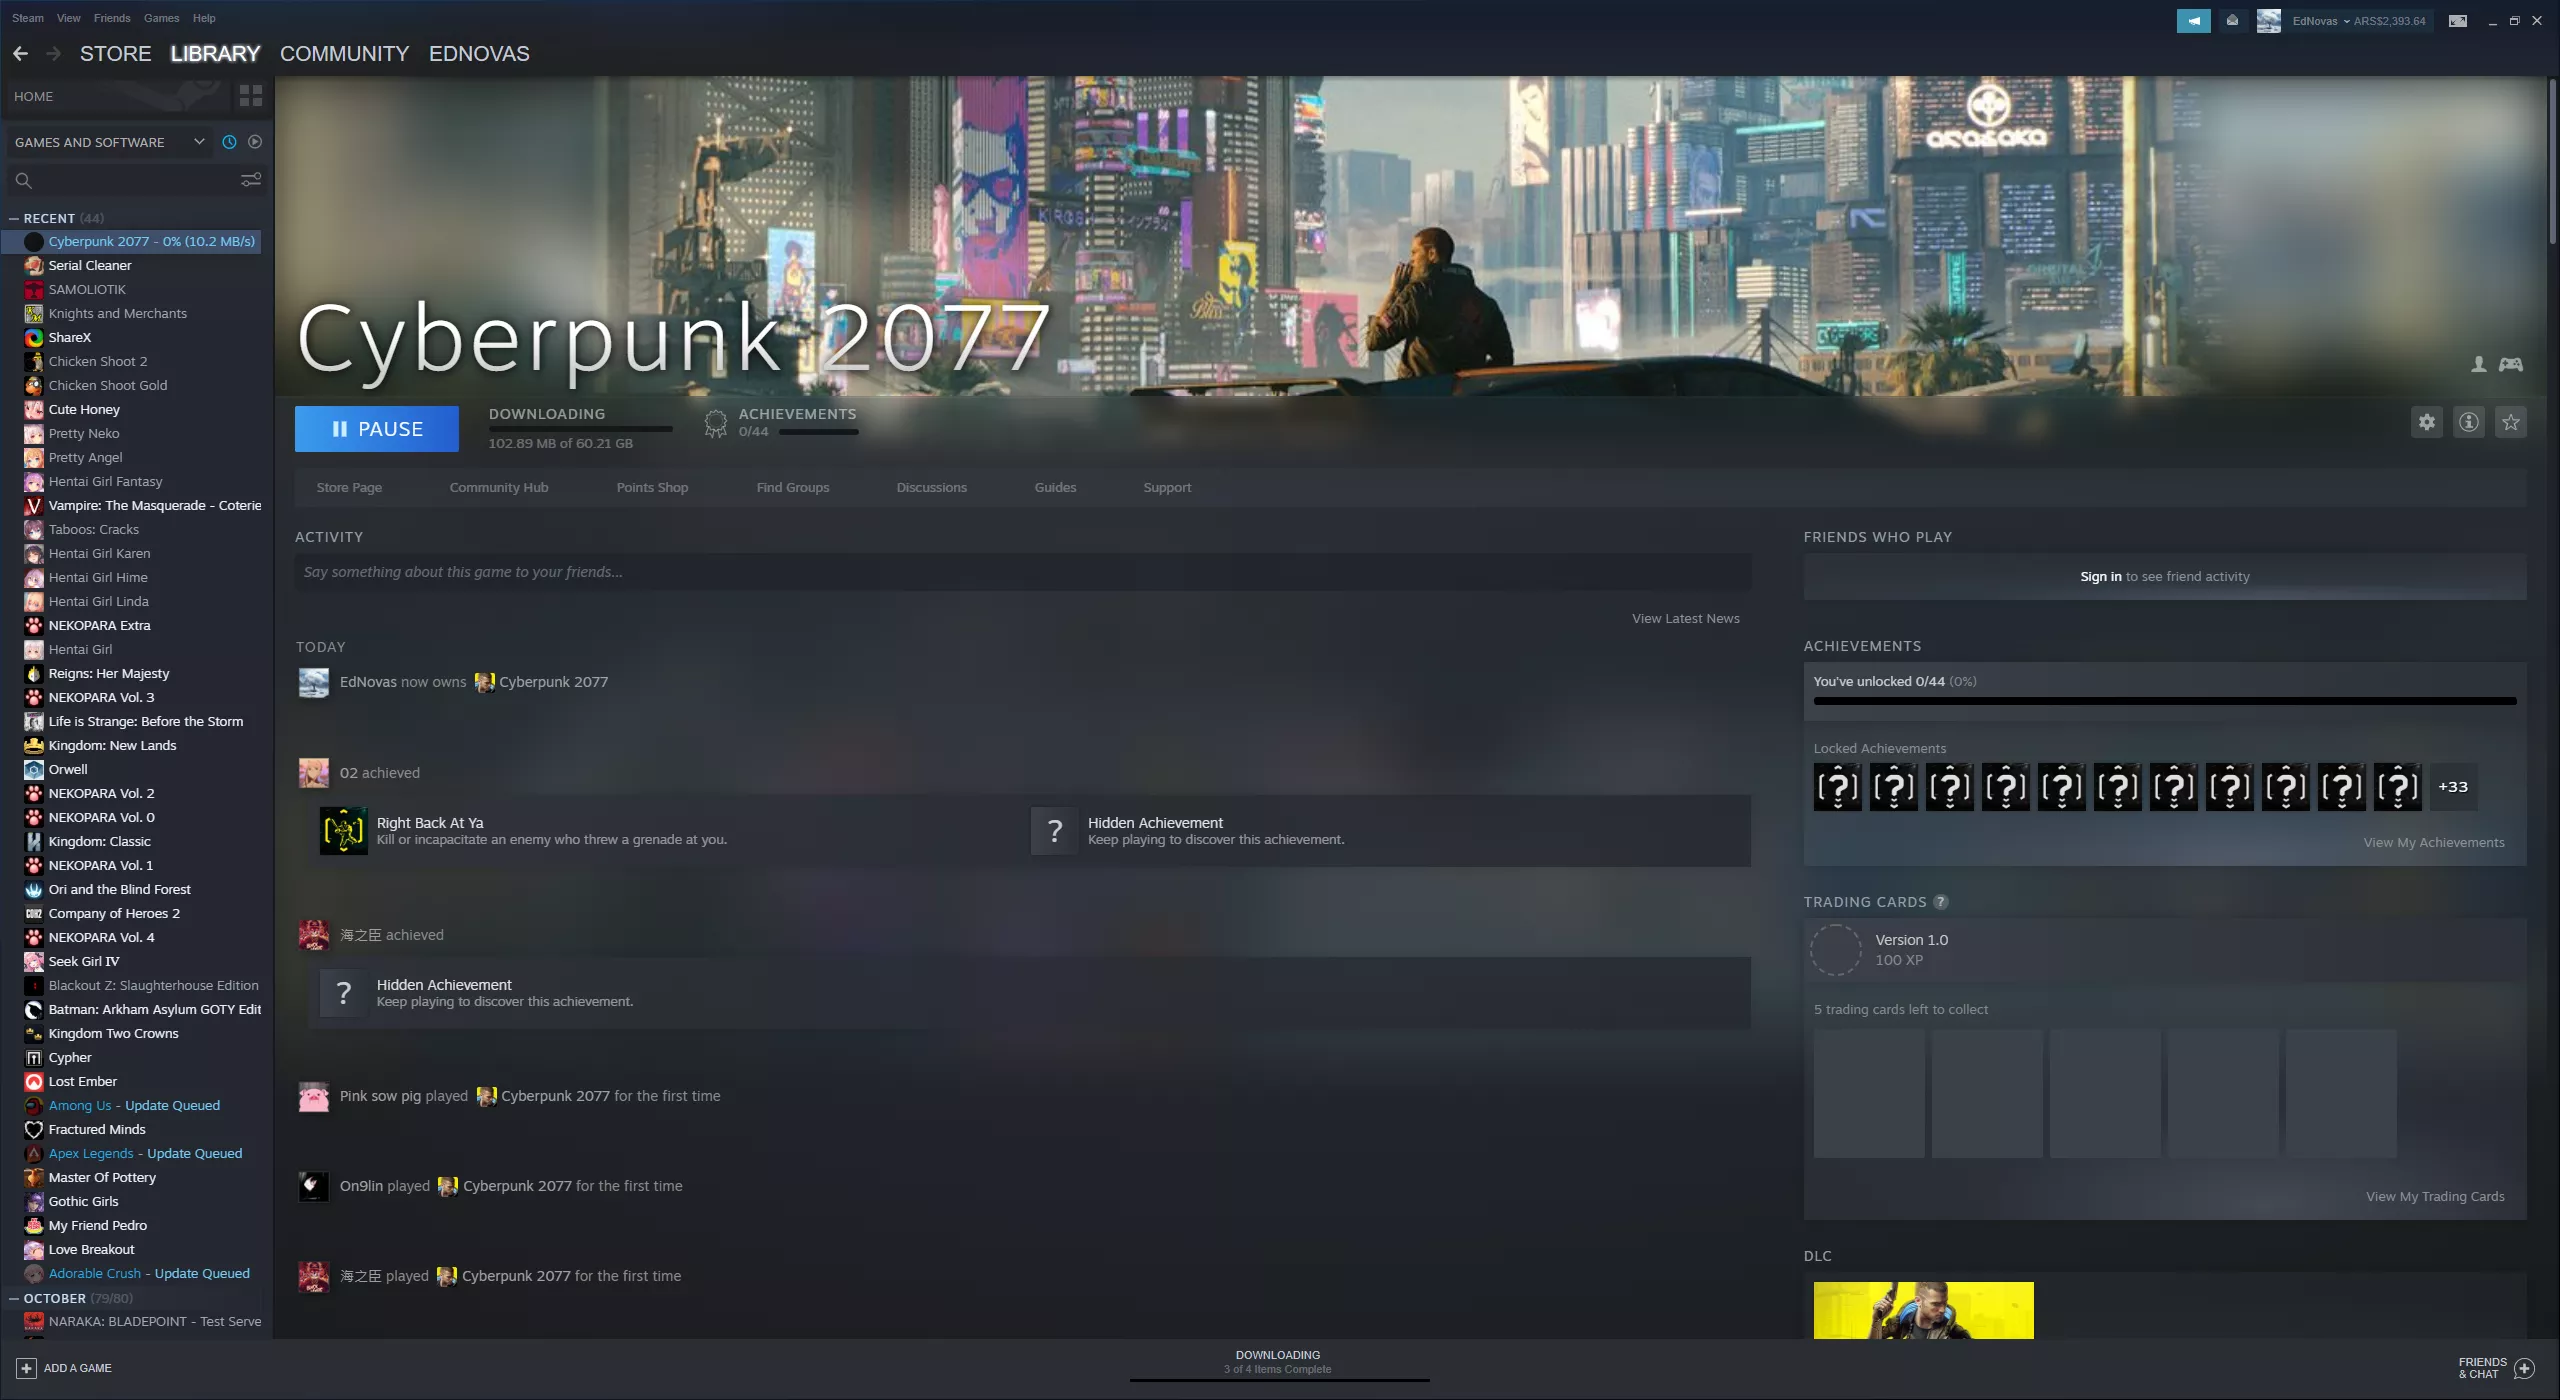 Steam View Friends Games Help
EdNovas ARS$2,393.64
STORE LIBRARY COMMUNITY EDNOVAS
HOME
GAMES AND SOFTWARE
RECENT (44)
Cyberpunk 2077 - 0% (10.2 MB/s)
Serial Cleaner
SAMOLIOTIK
Knights and Merchants
ShareX
Chicken Shoot 2
Chicken Shoot Gold
Cute Honey
Pretty Neko
Pretty Angel
Hentai Girl Fantasy
Vampire: The Masquerade - Coterie
Taboos: Cracks
Hentai Girl Karen
Hentai Girl Hime
Hentai Girl Linda
NEKOPARA Extra
Hentai Girl
Reigns: Her Majesty
NEKOPARA Vol. 3
Life is Strange: Before the Storm
Kingdom: New Lands
Orwell
NEKOPARA Vol. 2
NEKOPARA Vol. 0
Kingdom: Classic
NEKOPARA Vol. 1
Ori and the Blind Forest
Company of Heroes 2
NEKOPARA Vol. 4
Seek Girl Ⅳ
Blackout Z: Slaughterhouse Edition
Batman: Arkham Asylum GOTY Edit
Kingdom Two Crowns
Cypher
Lost Ember
Among Us - Update Queued
Fractured Minds
Apex Legends - Update Queued
Master Of Pottery
Gothic Girls
My Friend Pedro
Love Breakout
Adorable Crush - Update Queued
OCTOBER (79/80)
NARAKA: BLADEPOINT - Test Serve
ADD A GAME
arasaka
KIROSHI
Cyberpunk 2077
PAUSE
DOWNLOADING
102.89 MB of 60.21 GB
ACHIEVEMENTS
0/44
Store Page Community Hub Points Shop Find Groups Discussions Guides Support
ACTIVITY
Say something about this game to your friends...
View Latest News
TODAY
EdNovas now owns Cyberpunk 2077
02 achieved
Right Back At Ya
Kill or incapacitate an enemy who threw a grenade at you.
?
Hidden Achievement
Keep playing to discover this achievement.
海之臣 achieved
?
Hidden Achievement
Keep playing to discover this achievement.
Pink sow pig played Cyberpunk 2077 for the first time
On9lin played Cyberpunk 2077 for the first time
海之臣 played Cyberpunk 2077 for the first time
FRIENDS WHO PLAY
Sign in to see friend activity
ACHIEVEMENTS
You've unlocked 0/44 (0%)
Locked Achievements
[?] [?] [?] [?] [?] [?] [?] [?] [?] [?] [?] +33
View My Achievements
TRADING CARDS ?
Version 1.0
100 XP
5 trading cards left to collect
View My Trading Cards
DLC
DOWNLOADING
3 of 4 Items Complete
FRIENDS
& CHAT